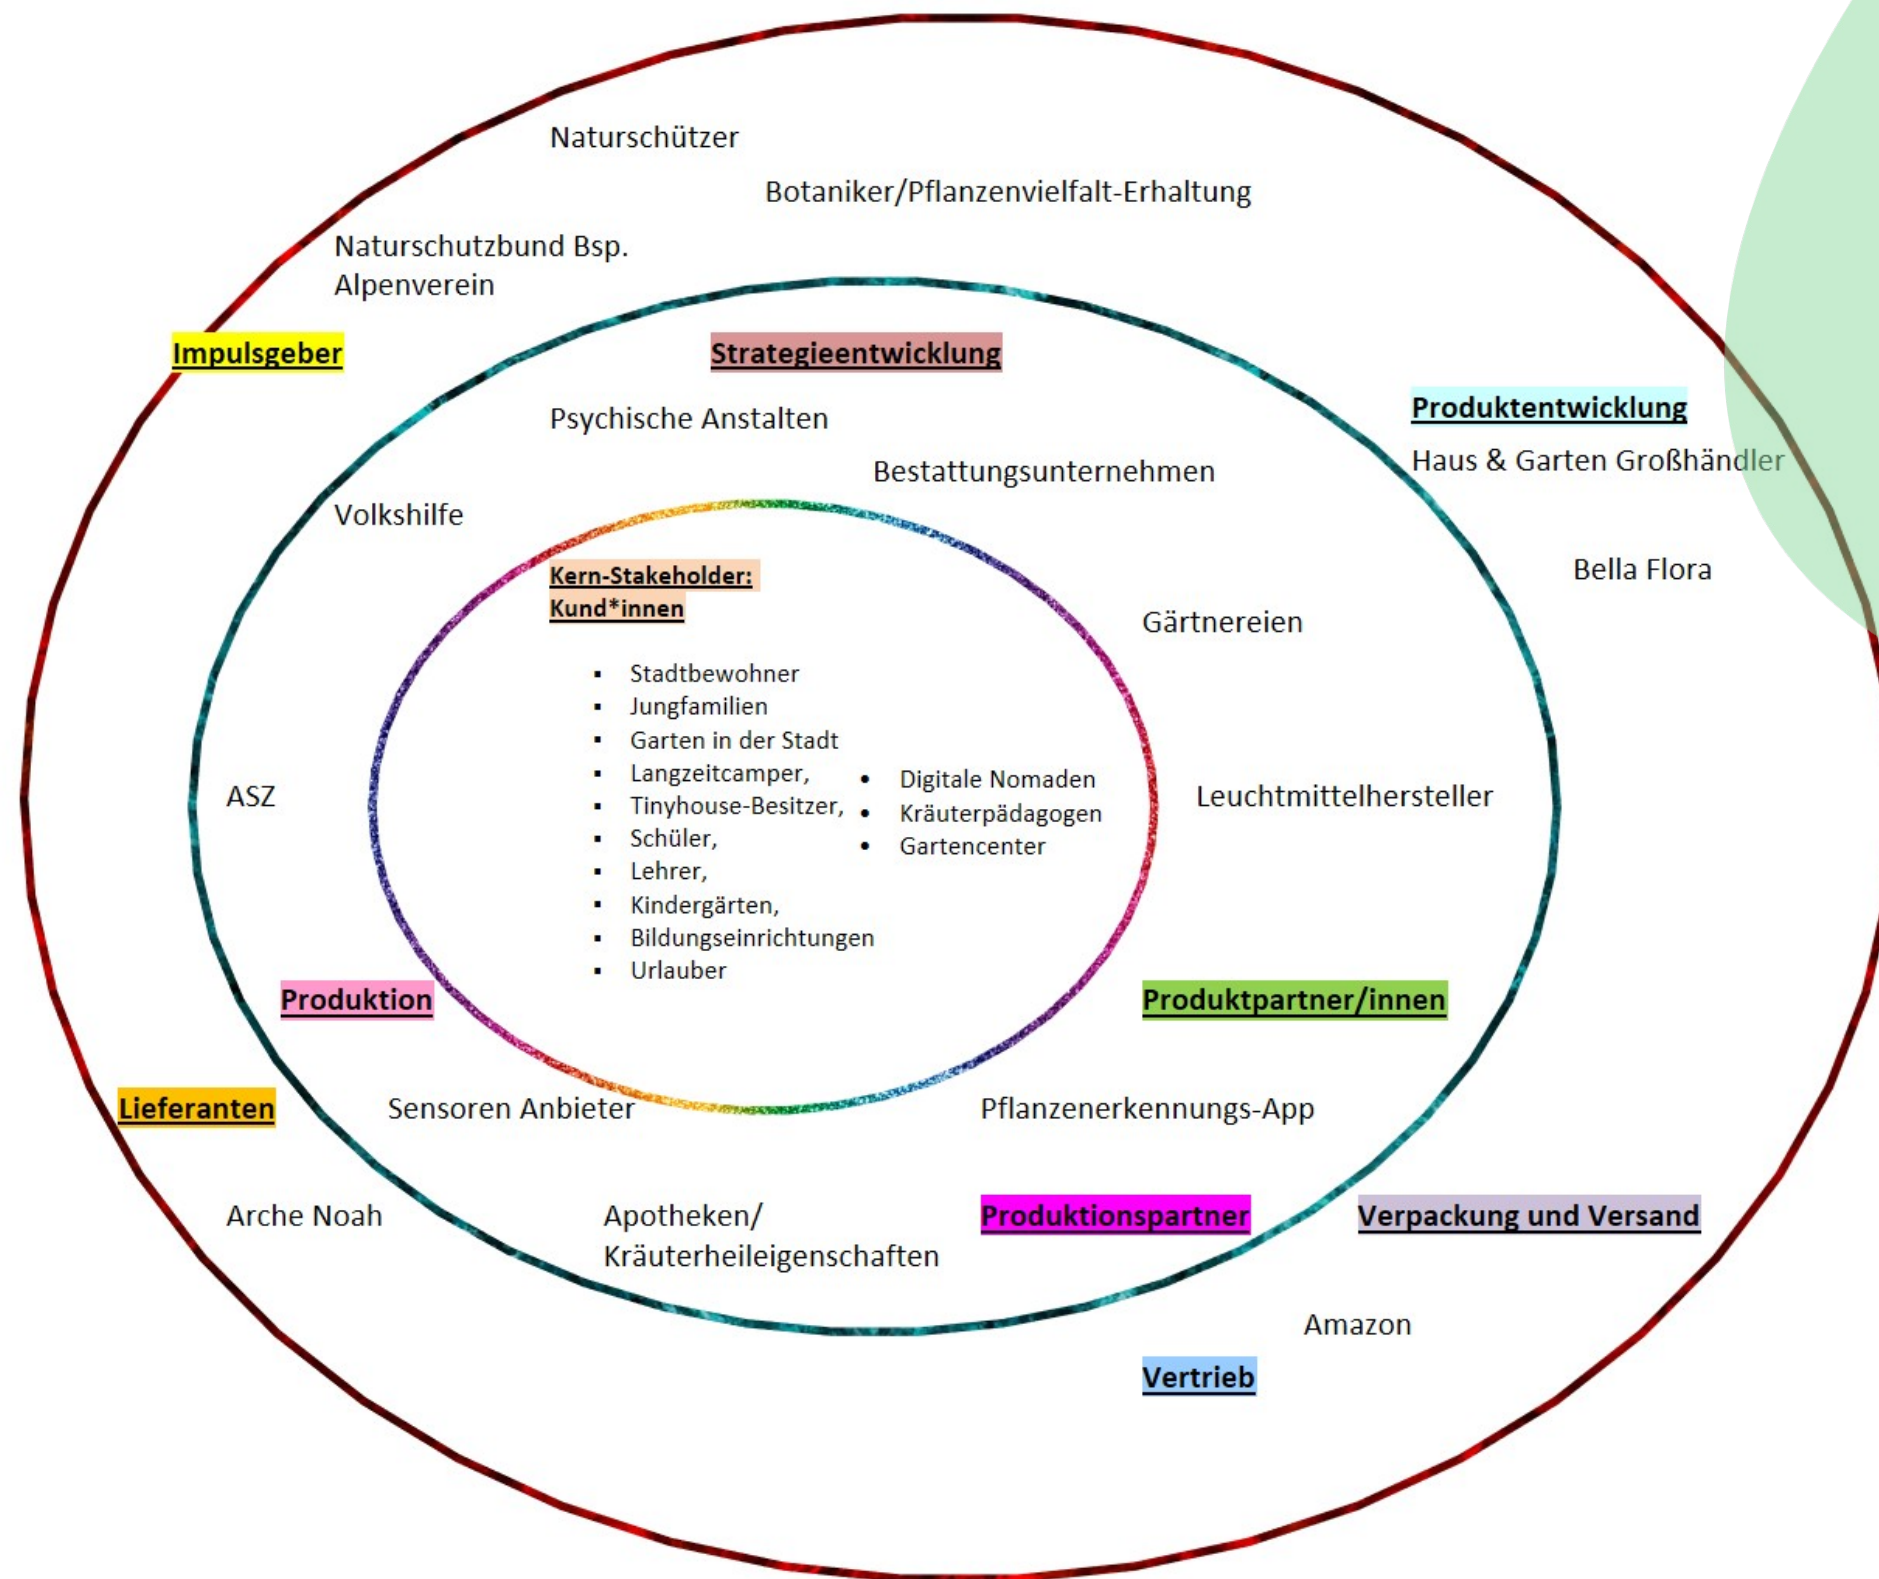 Naturschützer
Botaniker/Pflanzenvielfalt-Erhaltung
Naturschutzbund Bsp.
Alpenverein
Impulsgeber
Strategieentwicklung
Produktentwicklung
Psychische Anstalten
Haus & Garten Großhändler
Bestattungsunternehmen
Volkshilfe
Bella Flora
Kern-Stakeholder:
Kund*innen
Gärtnereien
Stadtbewohner
Jungfamilien
Garten in der Stadt
Langzeitcamper,
Tinyhouse-Besitzer,
Schüler,
Lehrer,
Kindergärten,
Bildungseinrichtungen
Urlauber
Digitale Nomaden
Kräuterpädagogen
Gartencenter
ASZ
Leuchtmittelhersteller
Produktion
Produktpartner/innen
Lieferanten
Sensoren Anbieter
Pflanzenerkennungs-App
Arche Noah
Apotheken/
Kräuterheileigenschaften
Produktionspartner
Verpackung und Versand
Amazon
Vertrieb